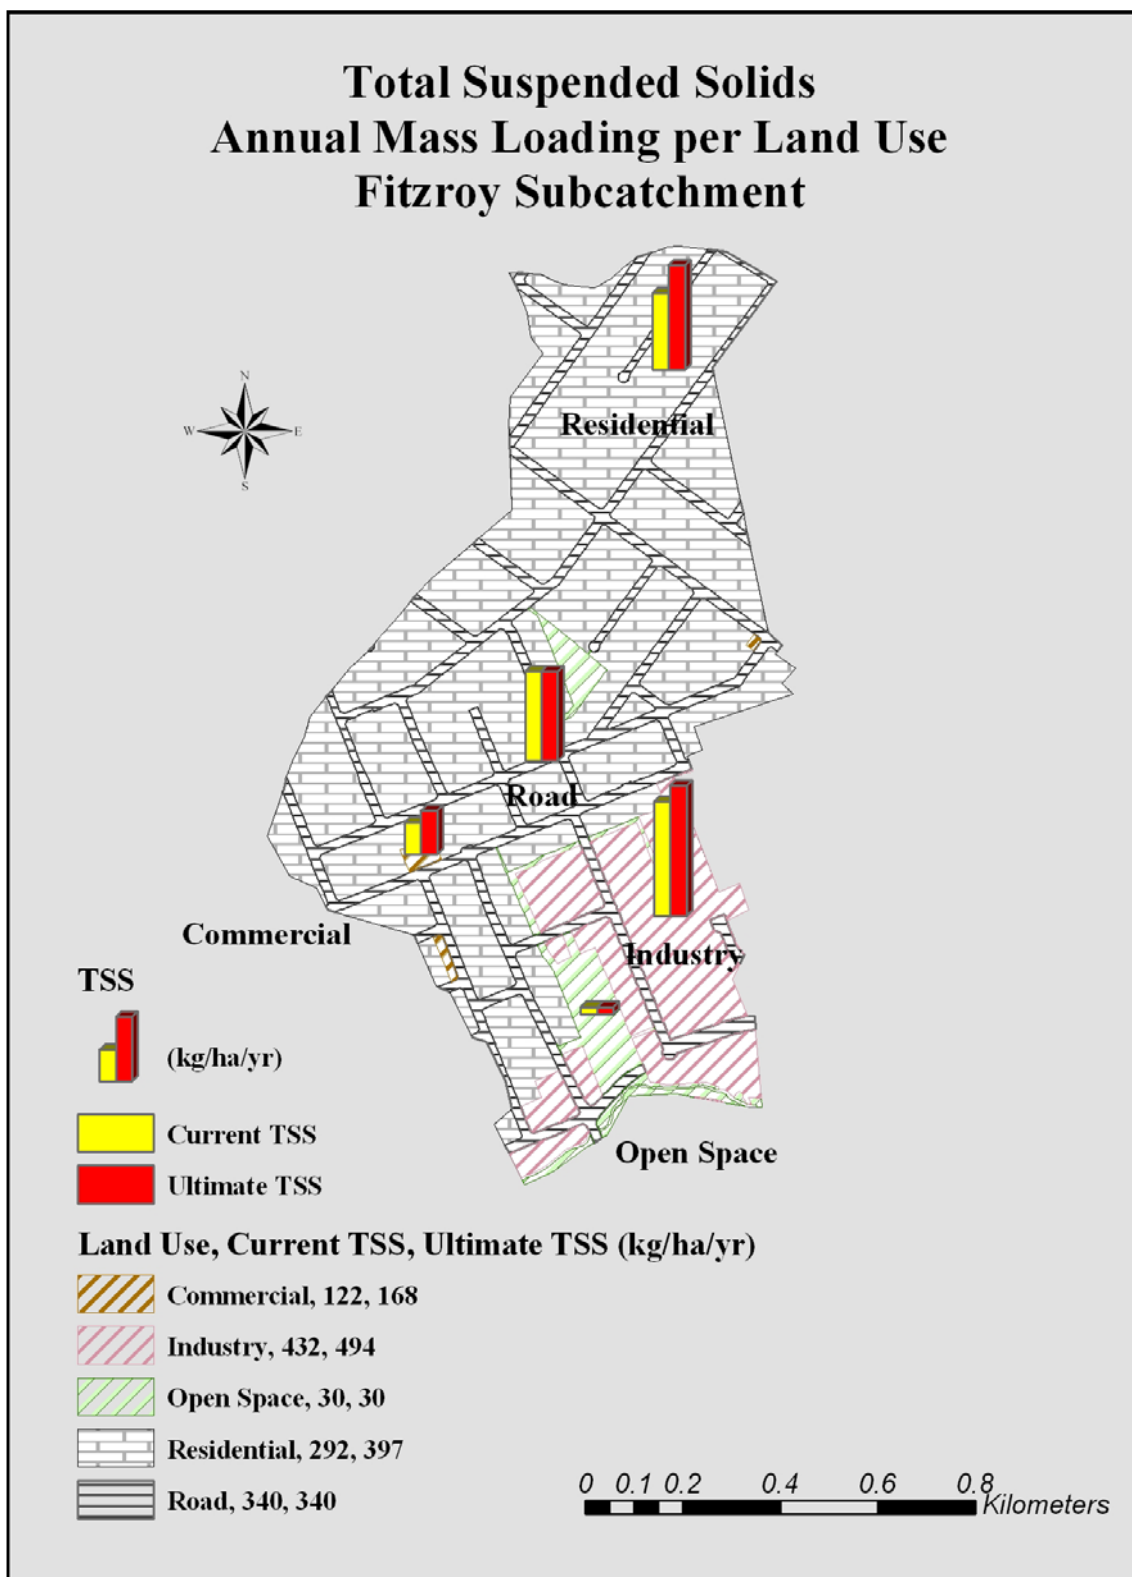 Total Suspended Solids
Annual Mass Loading per Land Use
Fitzroy Subcatchment
N
W
E
S
Residential
Road
Commercial
Industry
Open Space
TSS
(kg/ha/yr)
Current TSS
Ultimate TSS
Land Use, Current TSS, Ultimate TSS (kg/ha/yr)
Commercial, 122, 168
Industry, 432, 494
Open Space, 30, 30
Residential, 292, 397
Road, 340, 340
0 0.1 0.2 0.4 0.6 0.8
Kilometers